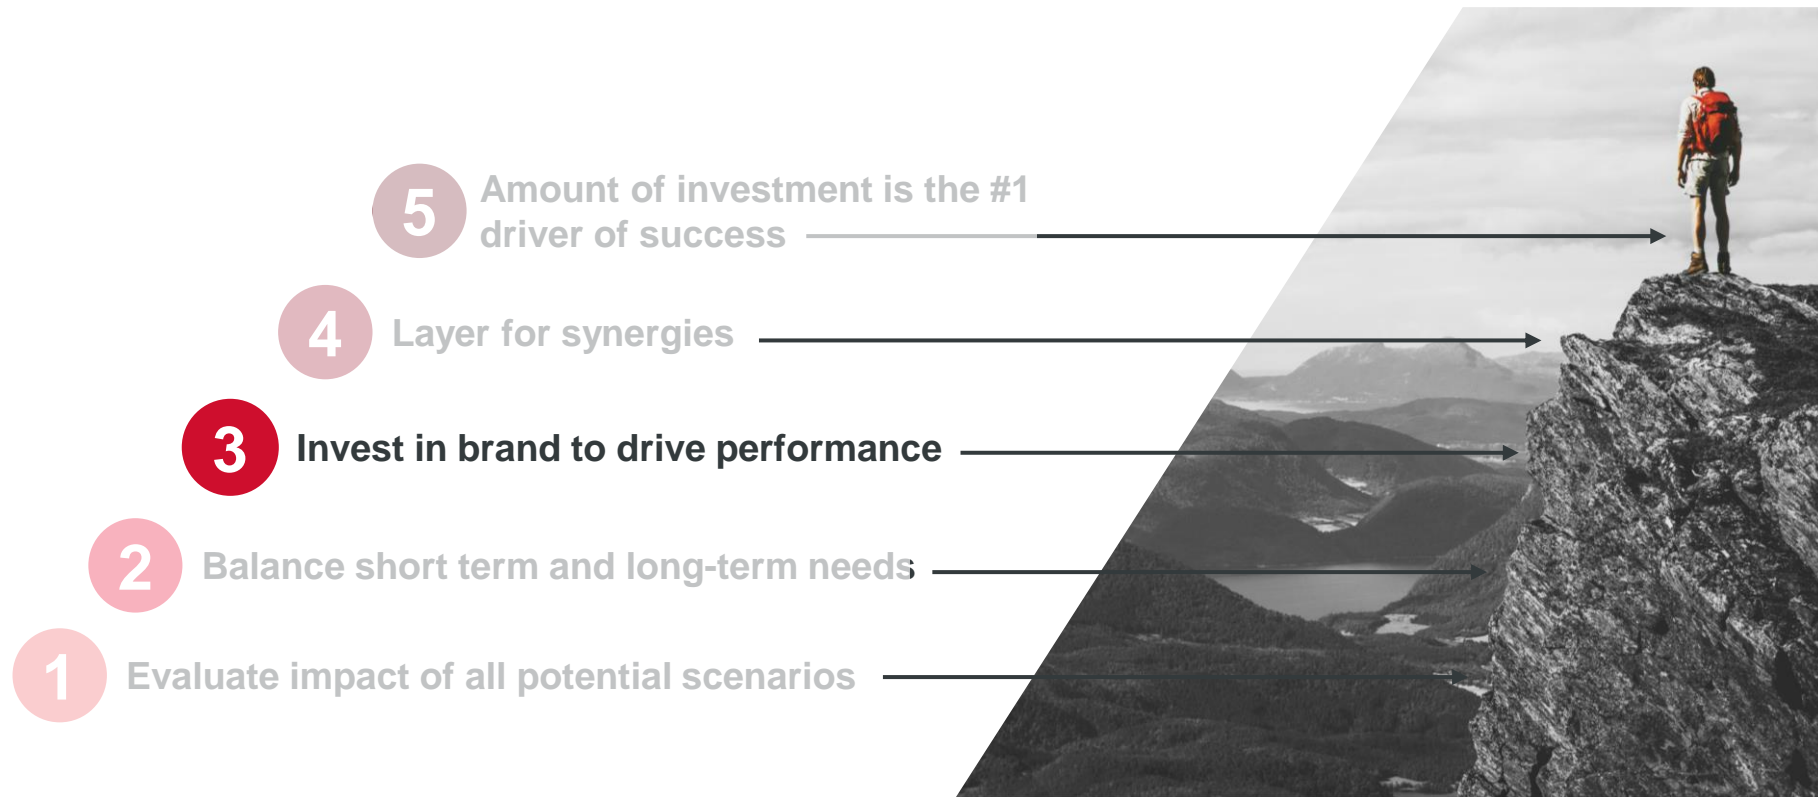 5
Amount of investment is the #1
driver of success
4
Layer for synergies
3
Invest in brand to drive performance
2
Balance short term and long-term needs
1
Evaluate impact of all potential scenarios